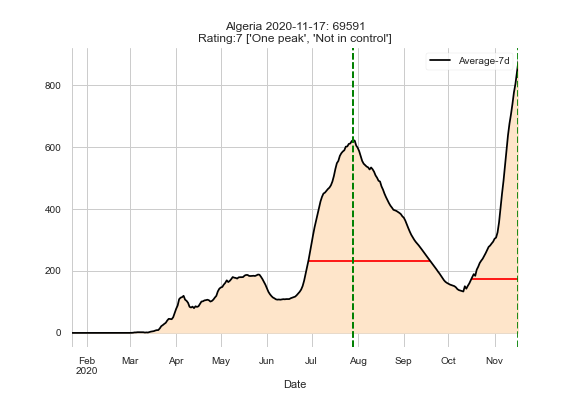 Algeria 2020-11-17: 69591
Rating:7 ['One peak', 'Not in control']
Average-7d
800
600
400
200
0
Feb
2020
Mar
Apr
May
Jun
Jul
Aug
Sep
Oct
Nov
Date